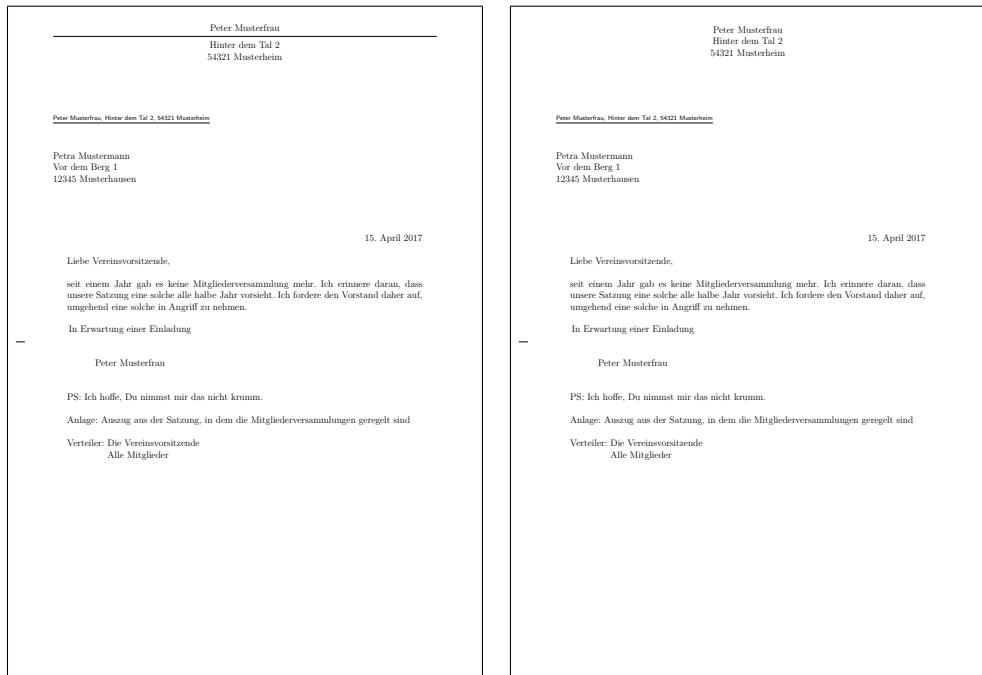 Peter Musterfrau
Hinter dem Tal 2
54321 Musterheim
Peter Musterfrau, Hinter dem Tal 2, 54321 Musterheim
Petra Mustermann
Vor dem Berg 1
12345 Musterhausen
15. April 2017
Liebe Vereinsvorsitzende,
seit einem Jahr gab es keine Mitgliederversammlung mehr. Ich erinnere daran, dass
unsere Satzung eine solche alle halbe Jahr vorsieht. Ich fordere den Vorstand daher auf,
umgehend eine solche in Angriff zu nehmen.
In Erwartung einer Einladung
Peter Musterfrau
PS: Ich hoffe, Du nimmst mir das nicht krumm.
Anlage: Auszug aus der Satzung, in dem die Mitgliederversammlungen geregelt sind
Verteiler: Die Vereinsvorsitzende
Alle Mitglieder
Peter Musterfrau
Hinter dem Tal 2
54321 Musterheim
Peter Musterfrau, Hinter dem Tal 2, 54321 Musterheim
Petra Mustermann
Vor dem Berg 1
12345 Musterhausen
15. April 2017
Liebe Vereinsvorsitzende,
seit einem Jahr gab es keine Mitgliederversammlung mehr. Ich erinnere daran, dass
unsere Satzung eine solche alle halbe Jahr vorsieht. Ich fordere den Vorstand daher auf,
umgehend eine solche in Angriff zu nehmen.
In Erwartung einer Einladung
Peter Musterfrau
PS: Ich hoffe, Du nimmst mir das nicht krumm.
Anlage: Auszug aus der Satzung, in dem die Mitgliederversammlungen geregelt sind
Verteiler: Die Vereinsvorsitzende
Alle Mitglieder